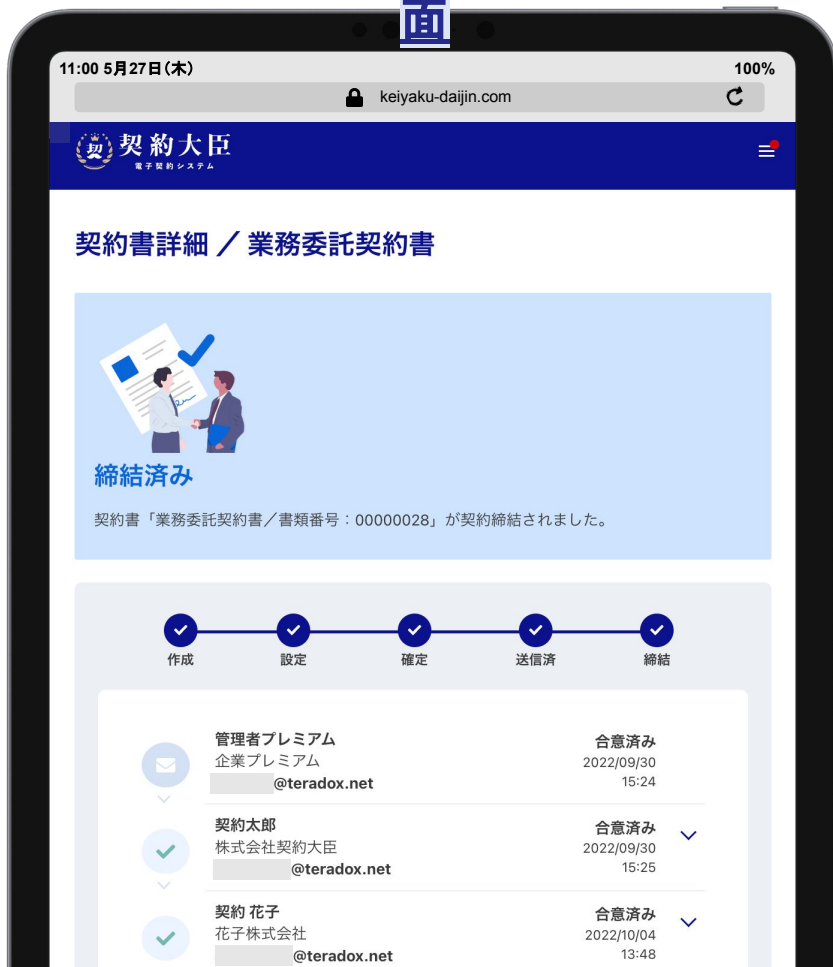 面
11:00 5月27日(木)
100%
keiyaku-daijin.com
契 契約大臣
電子契約システム
契約書詳細 ／ 業務委託契約書
締結済み
契約書「業務委託契約書／書類番号：00000028」が契約締結されました。
作成
設定
確定
送信済
締結
管理者プレミアム
企業プレミアム
@teradox.net
合意済み
2022/09/30
15:24
契約太郎
株式会社契約大臣
@teradox.net
合意済み
2022/09/30
15:25
契約 花子
花子株式会社
@teradox.net
合意済み
2022/10/04
13:48